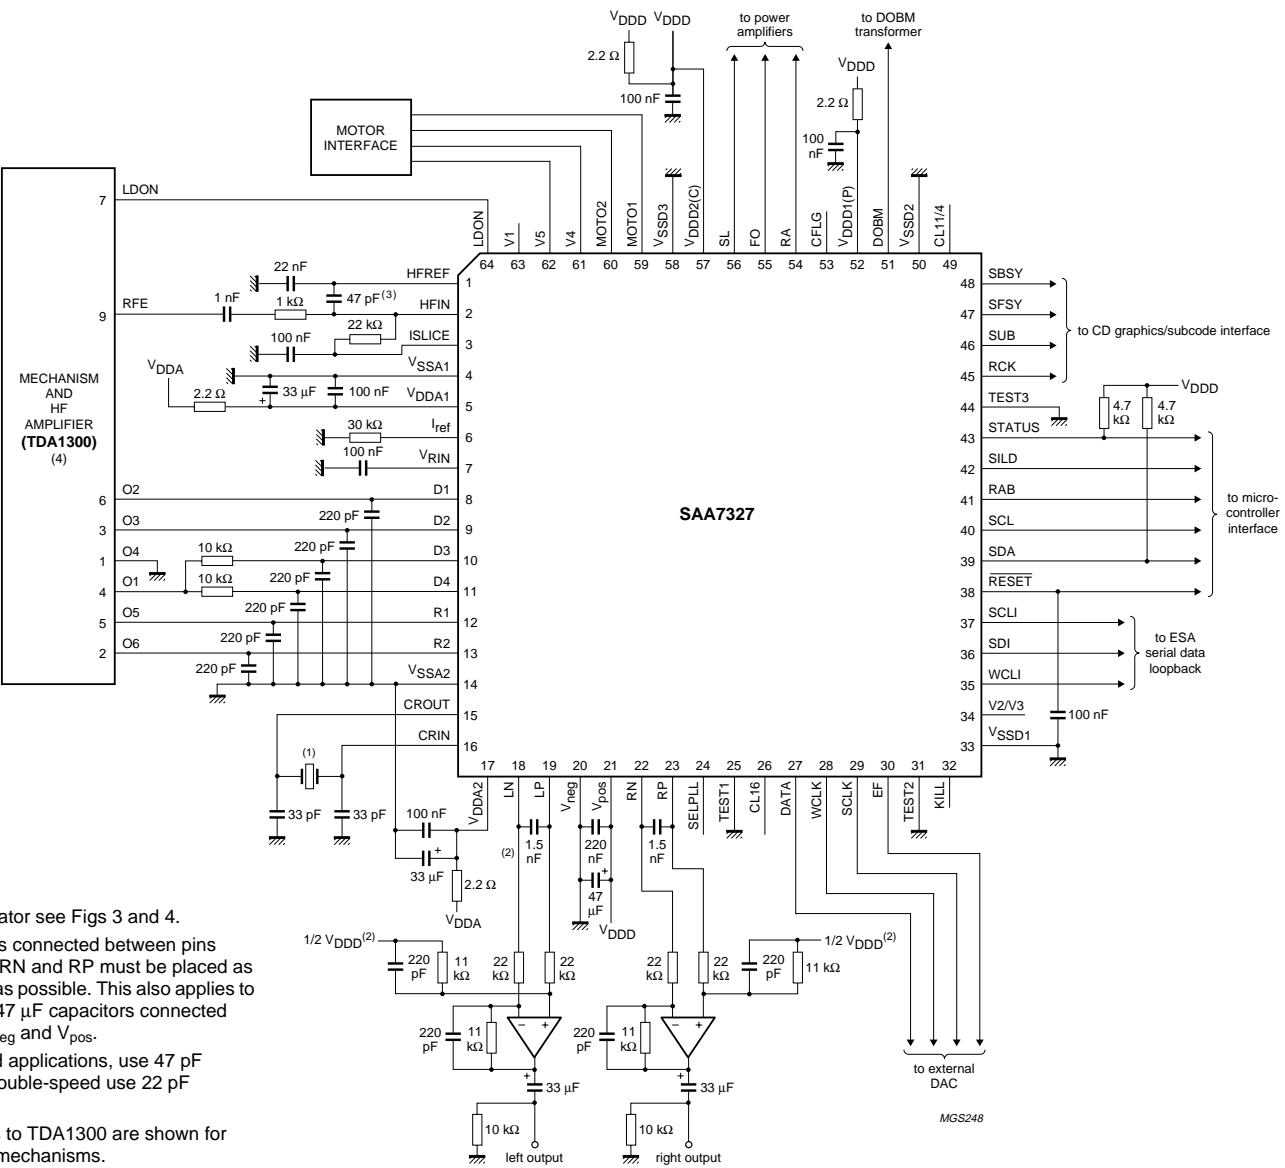 VDDD VDDD
to power
amplifiers
to DOBM
transformer
2.2 Ω
VDDD
100 nF
2.2 Ω
100
nF
MOTOR
INTERFACE
LDON
7
LDON
V1
V5
V4
MOTO2
MOTO1
VSSD3
VDDD2(C)
SL
FO
RA
CFLG
VDDD1(P)
DOBM
VSSD2
CL11/4
64 63 62 61 60 59 58 57 56 55 54 53 52 51 50 49
22 nF
HFREF
1
47 pF(3)
RFE
9
1 nF
1 kΩ
HFIN
2
22 kΩ
100 nF
ISLICE
3
VDDA
VSSA1
4
33 µF
+
100 nF
2.2 Ω
VDDA1
5
30 kΩ
Iref
6
100 nF
VRIN
7
MECHANISM
AND
HF
AMPLIFIER
(TDA1300)
(4)
SAA7327
6
O2
D1
8
220 pF
3
O3
D2
9
220 pF
1
O4
10 kΩ
D3
10
220 pF
4
O1
10 kΩ
D4
11
220 pF
5
O5
R1
12
220 pF
2
O6
R2
13
220 pF
VSSA2
14
CROUT
15
CRIN
16
(1)
33 pF
33 pF
48
SBSY
47
SFSY
46
SUB
45
RCK
to CD graphics/subcode interface
44
TEST3
VDDD
4.7
kΩ
4.7
kΩ
43
STATUS
42
SILD
41
RAB
40
SCL
39
SDA
38
RESET
to micro-
controller
interface
37
SCLI
36
SDI
35
WCLI
to ESA
serial data
loopback
34
V2/V3
100 nF
33
VSSD1
17 18 19 20 21 22 23 24 25 26 27 28 29 30 31 32
VDDA2
LN
LP
Vneg
Vpos
RN
RP
SELPLL
TEST1
CL16
DATA
WCLK
SCLK
EF
TEST2
KILL
100 nF
33 µF
+
2.2 Ω
VDDA
(2)
1.5
nF
220
nF
+
47
µF
VDDD
1.5
nF
1/2 VDDD(2)
220
pF
11
kΩ
22
kΩ
22
kΩ
22
kΩ
22
kΩ
220
pF
11 kΩ
1/2 VDDD(2)
220
pF
11
kΩ
− +
220
pF
11
kΩ
− +
+
33 µF
+
33 µF
10 kΩ
left output
10 kΩ
right output
to external
DAC
MGS248
ator see Figs 3 and 4.
s connected between pins
RN and RP must be placed as
as possible. This also applies to
47 µF capacitors connected
eg and Vpos.
d applications, use 47 pF
ouble-speed use 22 pF
s to TDA1300 are shown for
mechanisms.